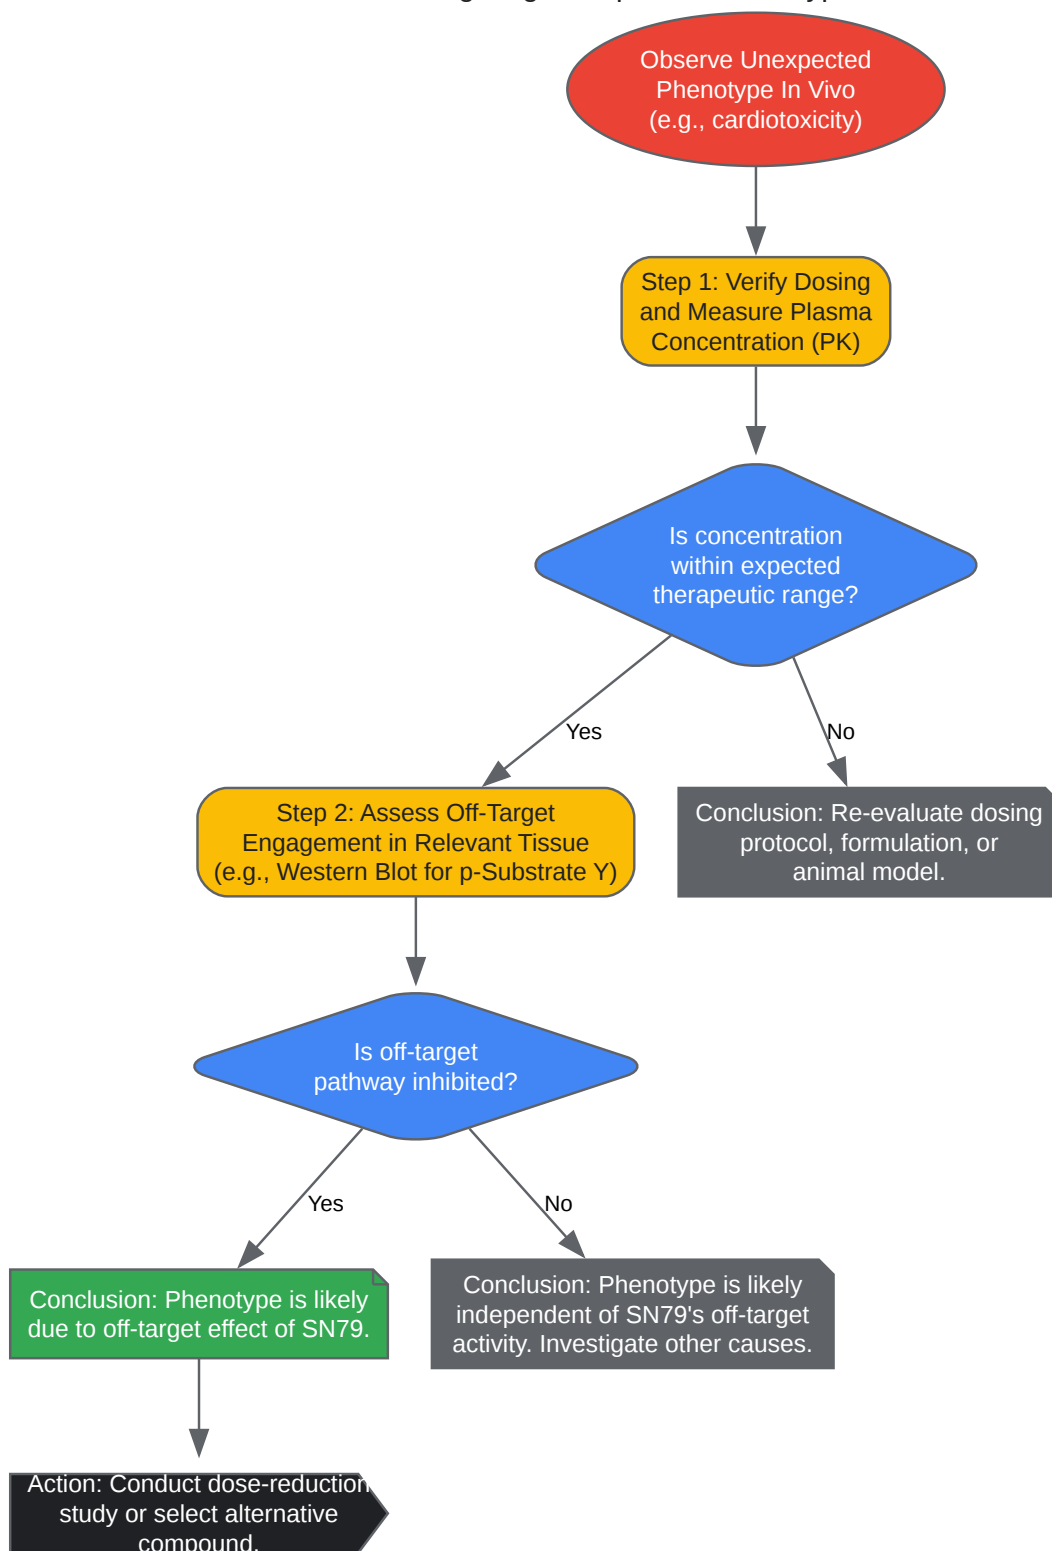 Observe Unexpected
Phenotype In Vivo
(e.g., cardiotoxicity)
Step 1: Verify Dosing
and Measure Plasma
Concentration (PK)
Is concentration
within expected
therapeutic range?
Yes
No
Step 2: Assess Off-Target
Engagement in Relevant Tissue
(e.g., Western Blot for p-Substrate Y)
Conclusion: Re-evaluate dosing
protocol, formulation, or
animal model.
Is off-target
pathway inhibited?
Yes
No
Conclusion: Phenotype is likely
due to off-target effect of SN79.
Conclusion: Phenotype is likely
independent of SN79's off-target
activity. Investigate other causes.
Action: Conduct dose-reduction
study or select alternative
compound.